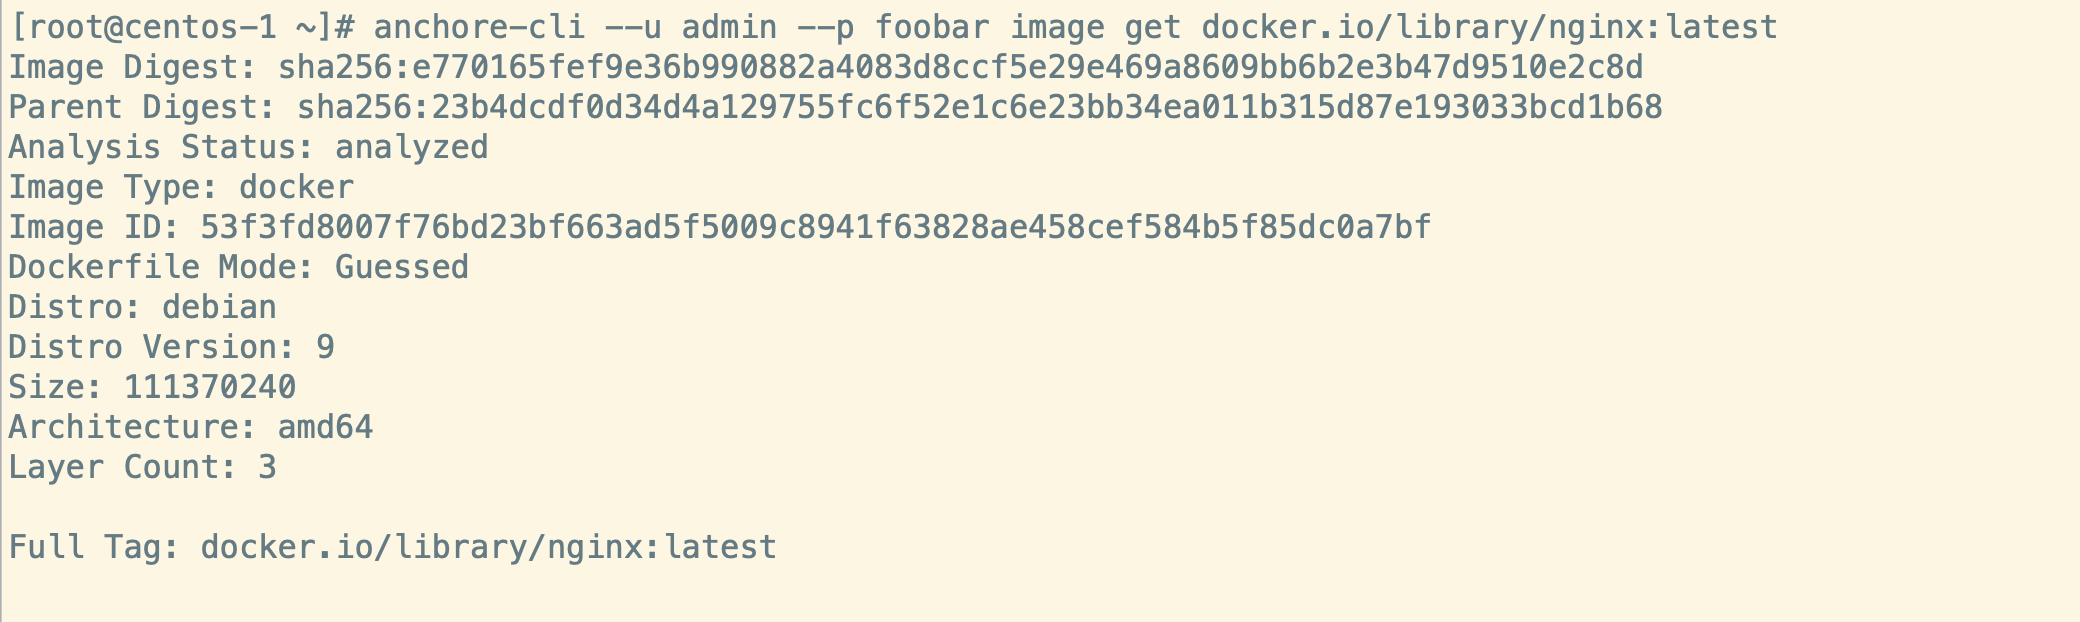 [root@centos-1 ~]# anchore-cli --u admin --p foobar image get docker.io/library/nginx:latest
Image Digest: sha256:e770165fef9e36b990882a4083d8ccf5e29e469a8609bb6b2e3b47d9510e2c8d
Parent Digest: sha256:23b4dcdf0d34d4a129755fc6f52e1c6e23bb34ea011b315d87e193033bcd1b68
Analysis Status: analyzed
Image Type: docker
Image ID: 53f3fd8007f76bd23bf663ad5f5009c8941f63828ae458cef584b5f85dc0a7bf
Dockerfile Mode: Guessed
Distro: debian
Distro Version: 9
Size: 111370240
Architecture: amd64
Layer Count: 3
Full Tag: docker.io/library/nginx:latest